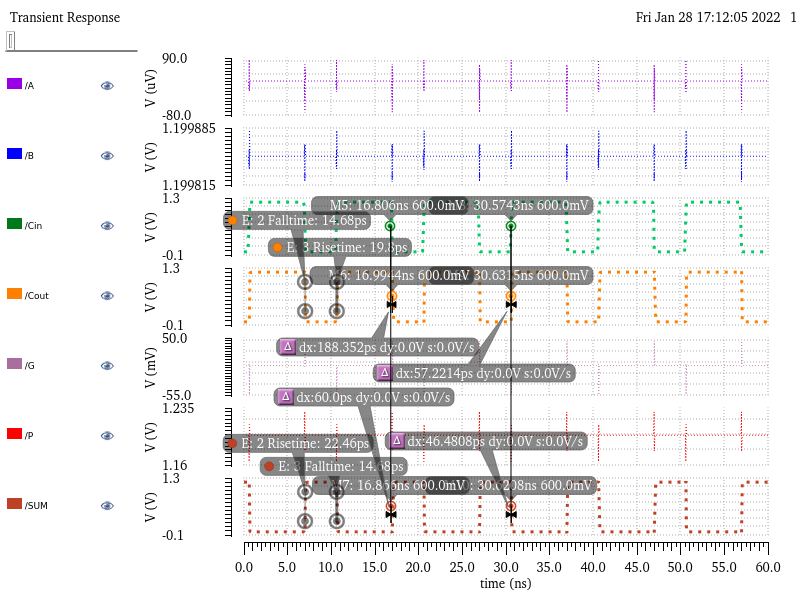 Transient Response
Fri Jan 28 17:12:05 2022 1
/A
V (uV)
90.0
-80.0
/B
V (V)
1.199885
1.199815
/Cin
V (V)
1.3
-0.1
M5: 16.806ns 600.0mV 30.5743ns 600.0mV
E: 2 Falltime: 14.68ps
E: 3 Risetime: 19.8ps
/Cout
V (V)
1.3
-0.1
16.9944ns 600.0mV 30.6315ns 600.0mV
/G
V (mV)
50.0
-55.0
dx:188.352ps dy:0.0V s:0.0V/s
dx:57.2214ps dy:0.0V s:0.0V/s
dx:60.0ps dy:0.0V s:0.0V/s
/P
V (V)
1.235
1.16
E: 2 Risetime: 22.46ps
dx:46.4808ps dy:0.0V s:0.0V/s
E: 3 Falltime: 14.68ps
/SUM
V (V)
1.3
-0.1
600.0mV 600.0mV
0.0 5.0 10.0 15.0 20.0 25.0 30.0 35.0 40.0 45.0 50.0 55.0 60.0
time (ns)